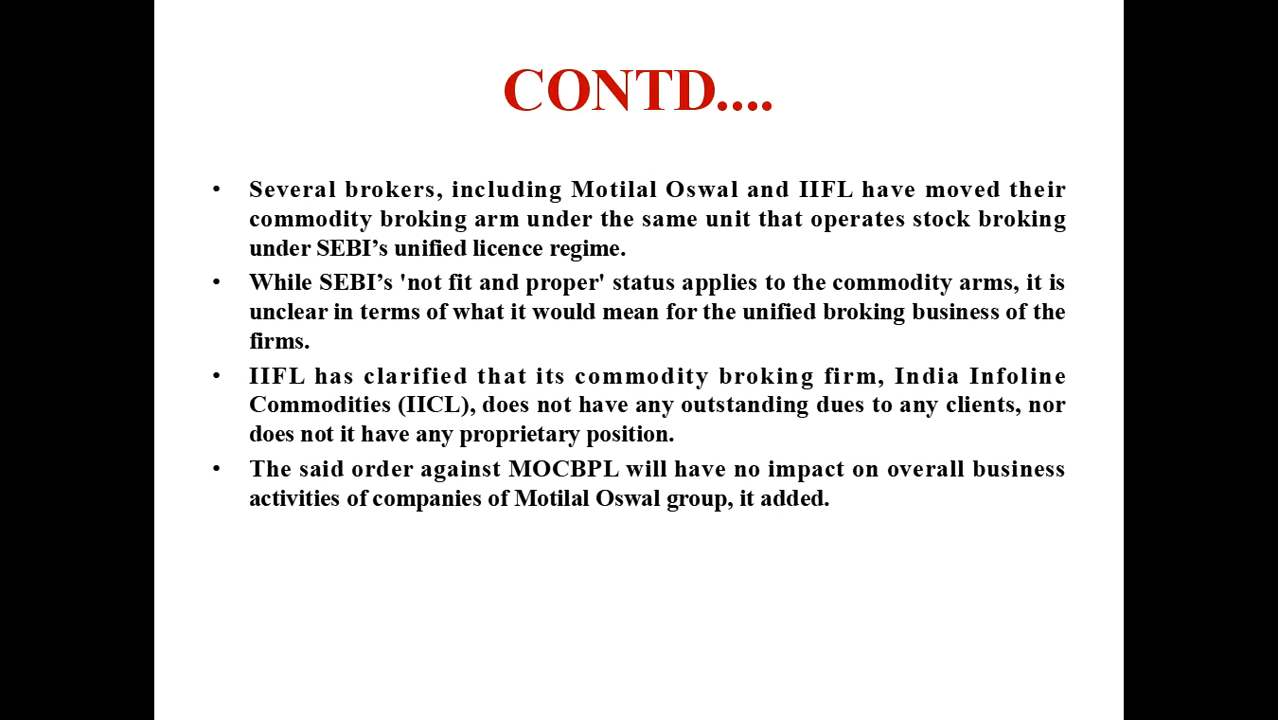 CONTD....
• Several brokers, including Motilal Oswal and IIFL have moved their
commodity broking arm under the same unit that operates stock broking
under SEBI’s unified licence regime.
• While SEBI’s 'not fit and proper' status applies to the commodity arms, it is
unclear in terms of what it would mean for the unified broking business of the
firms.
• IIFL has clarified that its commodity broking firm, India Infoline
Commodities (IICL), does not have any outstanding dues to any clients, nor
does not it have any proprietary position.
• The said order against MOCBPL will have no impact on overall business
activities of companies of Motilal Oswal group, it added.